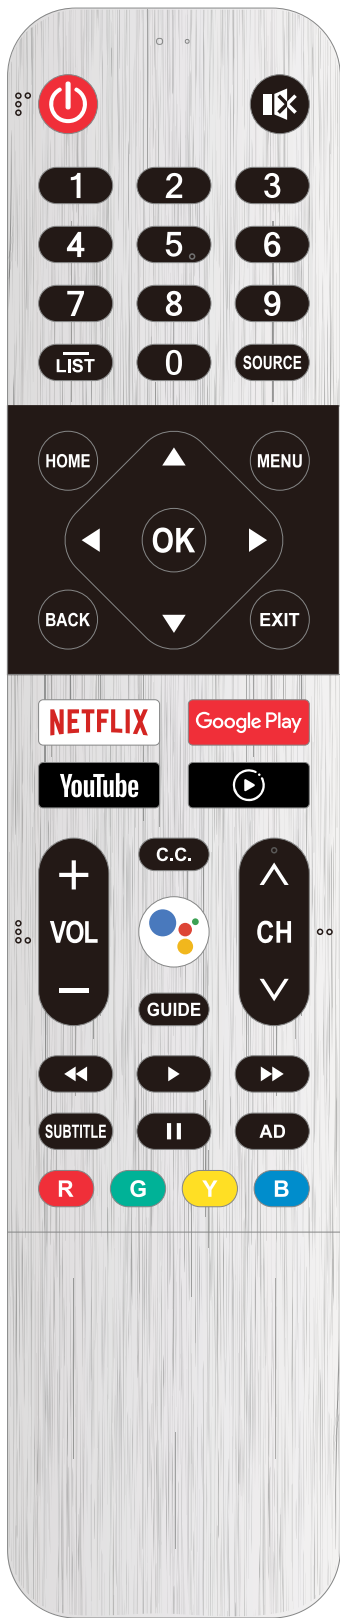 1 2 3
4 5 6
7 8 9
LIST 0 SOURCE
HOME MENU
OK
BACK EXIT
NETFLIX Google Play
YouTube
C.C.
VOL CH
GUIDE
SUBTITLE AD
R G Y B